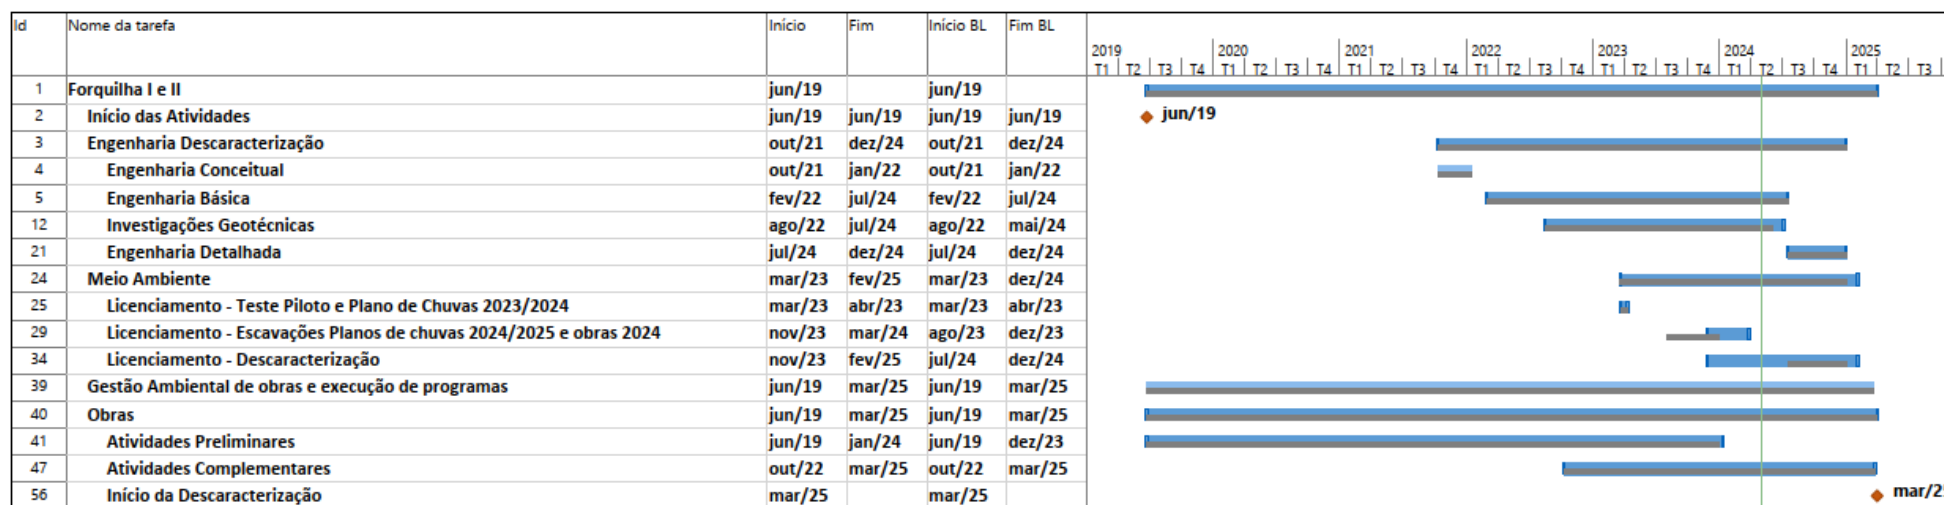 Id Nome da tarefa Início Fim Início BL Fim BL
2019 2020 2021 2022 2023 2024 2025
T1 T2 T3 T4 T1 T2 T3 T4 T1 T2 T3 T4 T1 T2 T3 T4 T1 T2 T3 T4 T1 T2 T3 T4 T1 T2 T3
1 Forquilha I e II jun/19 jun/19
2 Início das Atividades jun/19 jun/19 jun/19 jun/19 jun/19
3 Engenharia Descaracterização out/21 dez/24 out/21 dez/24
4 Engenharia Conceitual out/21 jan/22 out/21 jan/22
5 Engenharia Básica fev/22 jul/24 fev/22 jul/24
12 Investigações Geotécnicas ago/22 jul/24 ago/22 mai/24
21 Engenharia Detalhada jul/24 dez/24 jul/24 dez/24
24 Meio Ambiente mar/23 fev/25 mar/23 dez/24
25 Licenciamento - Teste Piloto e Plano de Chuvas 2023/2024 mar/23 abr/23 mar/23 abr/23
29 Licenciamento - Escavações Planos de chuvas 2024/2025 e obras 2024 nov/23 mar/24 ago/23 dez/23
34 Licenciamento - Descaracterização nov/23 fev/25 jul/24 dez/24
39 Gestão Ambiental de obras e execução de programas jun/19 mar/25 jun/19 mar/25
40 Obras jun/19 mar/25 jun/19 mar/25
41 Atividades Preliminares jun/19 jan/24 jun/19 dez/23
47 Atividades Complementares out/22 mar/25 out/22 mar/25
56 Início da Descaracterização mar/25 mar/25